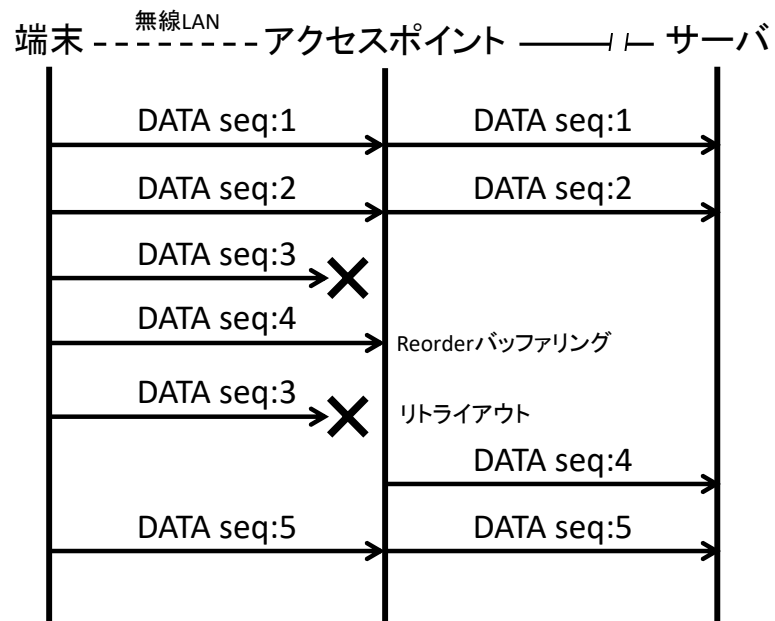 無線LAN
端末 アクセスポイント サーバ
DATA seq:1 DATA seq:1
DATA seq:2 DATA seq:2
DATA seq:3
DATA seq:4
Reorderバッファリング
DATA seq:3
リトライアウト
DATA seq:4
DATA seq:5 DATA seq:5